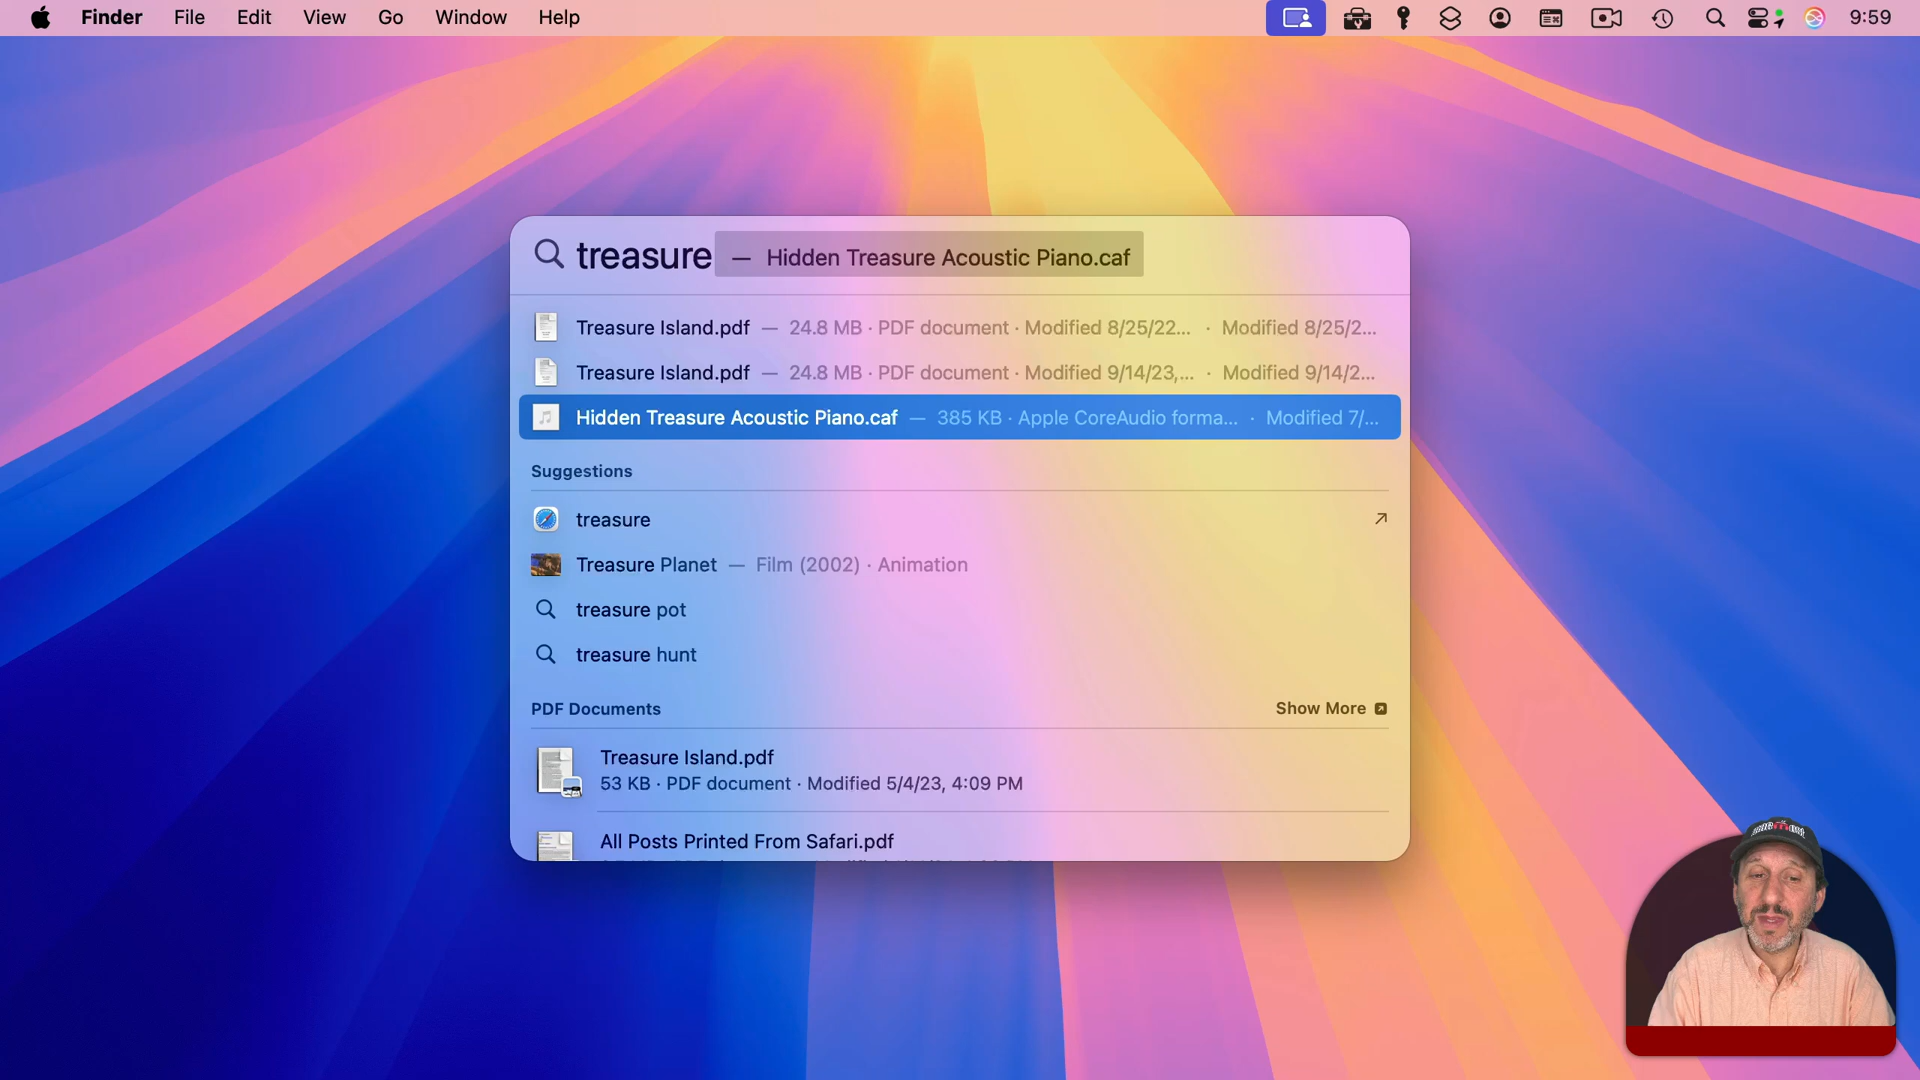 Finder File Edit View Go Window Help 9:59
treasure — Hidden Treasure Acoustic Piano.caf
Treasure Island.pdf — 24.8 MB · PDF document · Modified 8/25/22... · Modified 8/25/2...
Treasure Island.pdf — 24.8 MB · PDF document · Modified 9/14/23,... · Modified 9/14/2...
Hidden Treasure Acoustic Piano.caf — 385 KB · Apple CoreAudio forma... · Modified 7/...
Suggestions
treasure
Treasure Planet — Film (2002) · Animation
treasure pot
treasure hunt
PDF Documents Show More
Treasure Island.pdf
53 KB · PDF document · Modified 5/4/23, 4:09 PM
All Posts Printed From Safari.pdf